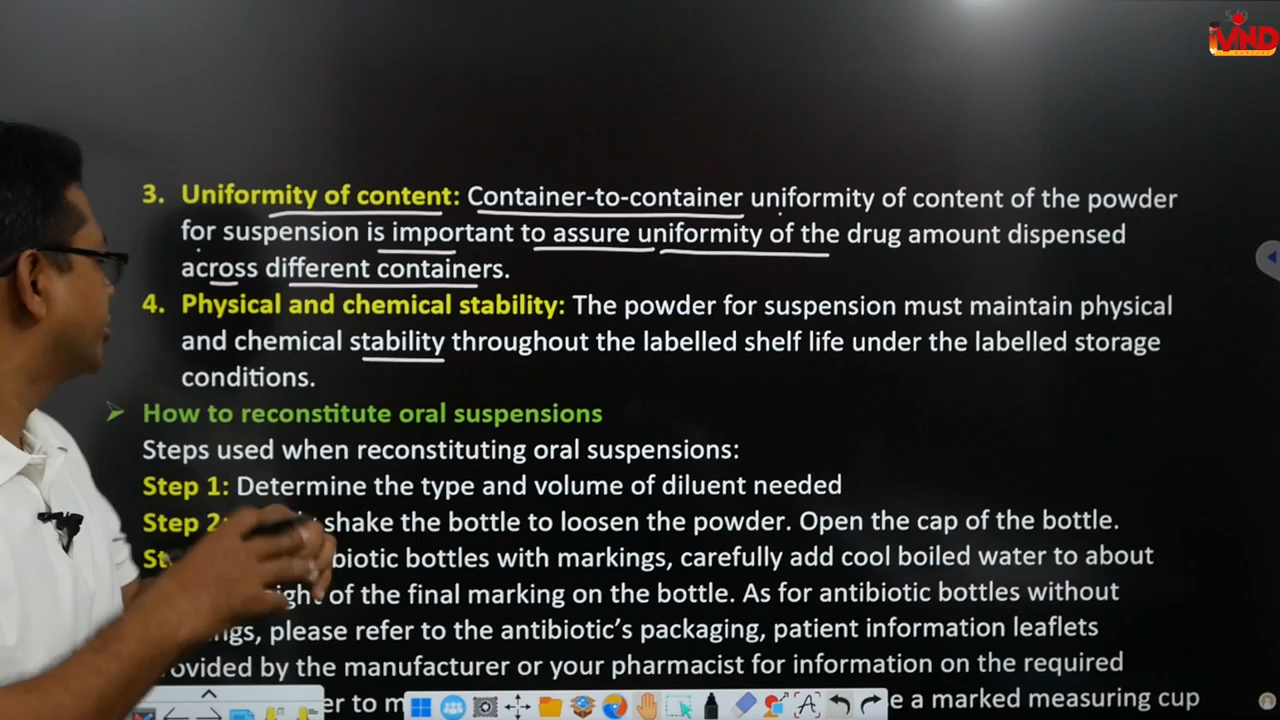 MND
3. Uniformity of content: Container-to-container uniformity of content of the powder
for suspension is important to assure uniformity of the drug amount dispensed
across different containers.
4. Physical and chemical stability: The powder for suspension must maintain physical
and chemical stability throughout the labelled shelf life under the labelled storage
conditions.
How to reconstitute oral suspensions
Steps used when reconstituting oral suspensions:
Step 1: Determine the type and volume of diluent needed
Step 2: shake the bottle to loosen the powder. Open the cap of the bottle.
bottles with markings, carefully add cool boiled water to about
of the final marking on the bottle. As for antibiotic bottles without
please refer to the antibiotic's packaging, patient information leaflets
by the manufacturer or your pharmacist for information on the required
to a marked measuring cup